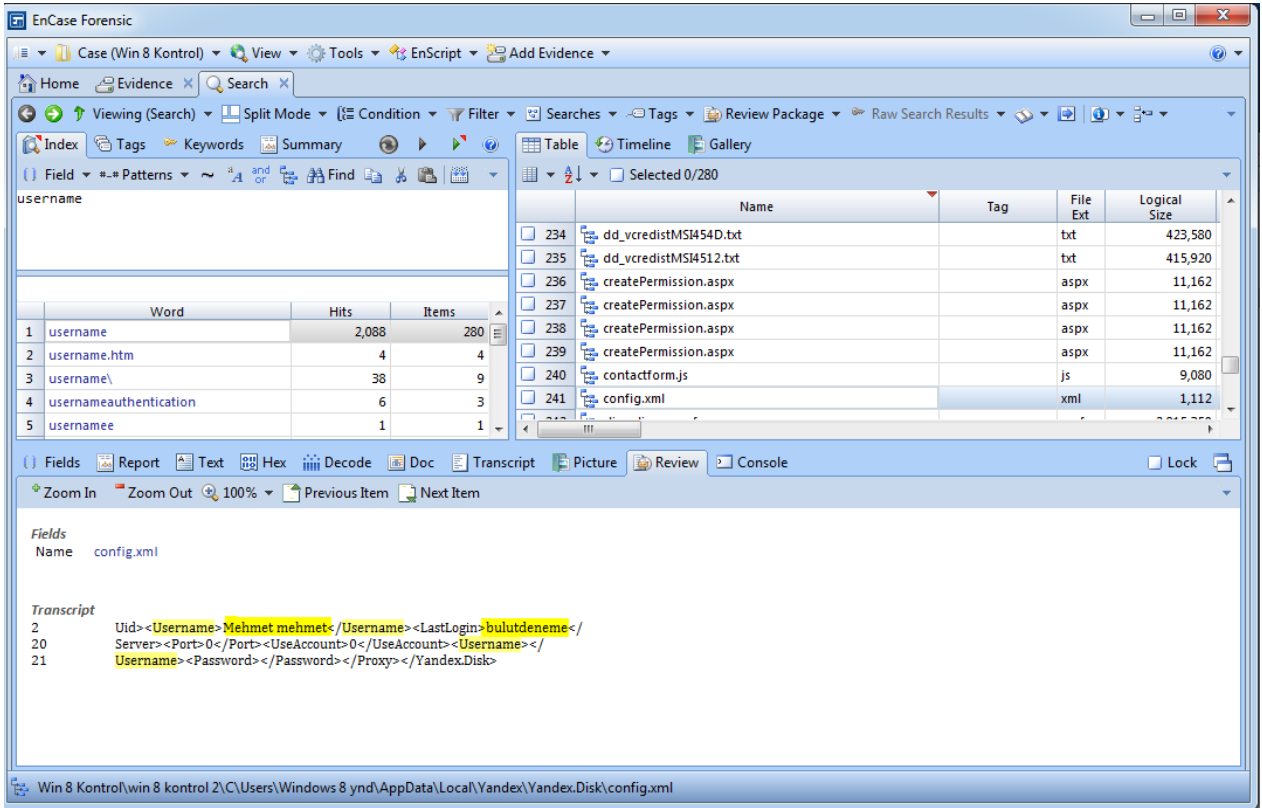 EnCase Forensic
Case (Win 8 Kontrol) View Tools EnScript Add Evidence
Home Evidence Search
Viewing (Search) Split Mode Condition Filter Searches Tags Review Package Raw Search Results
Index Tags Keywords Summary
Table Timeline Gallery
Field #-# Patterns ~ and or Find
Selected 0/280
username
Name Tag File Ext Logical Size
234 dd_vcredistMSI454D.txt txt 423,580
235 dd_vcredistMSI4512.txt txt 415,920
236 createPermission.aspx aspx 11,162
237 createPermission.aspx aspx 11,162
238 createPermission.aspx aspx 11,162
239 createPermission.aspx aspx 11,162
240 contactform.js js 9,080
241 config.xml xml 1,112
Word Hits Items
1 username 2,088 280
2 username.htm 4 4
3 username\ 38 9
4 usernameauthentication 6 3
5 usernamee 1 1
Fields Report Text Hex Decode Doc Transcript Picture Review Console Lock
Zoom In Zoom Out 100% Previous Item Next Item
Fields
Name config.xml
Transcript
2 Uid><Username>Mehmet mehmet</Username><LastLogin>bulutdeneme</
20 Server><Port>0</Port><UseAccount>0</UseAccount><Username></
21 Username><Password></Password></Proxy></Yandex.Disk>
Win 8 Kontrol\win 8 kontrol 2\C\Users\Windows 8 ynd\AppData\Local\Yandex\Yandex.Disk\config.xml